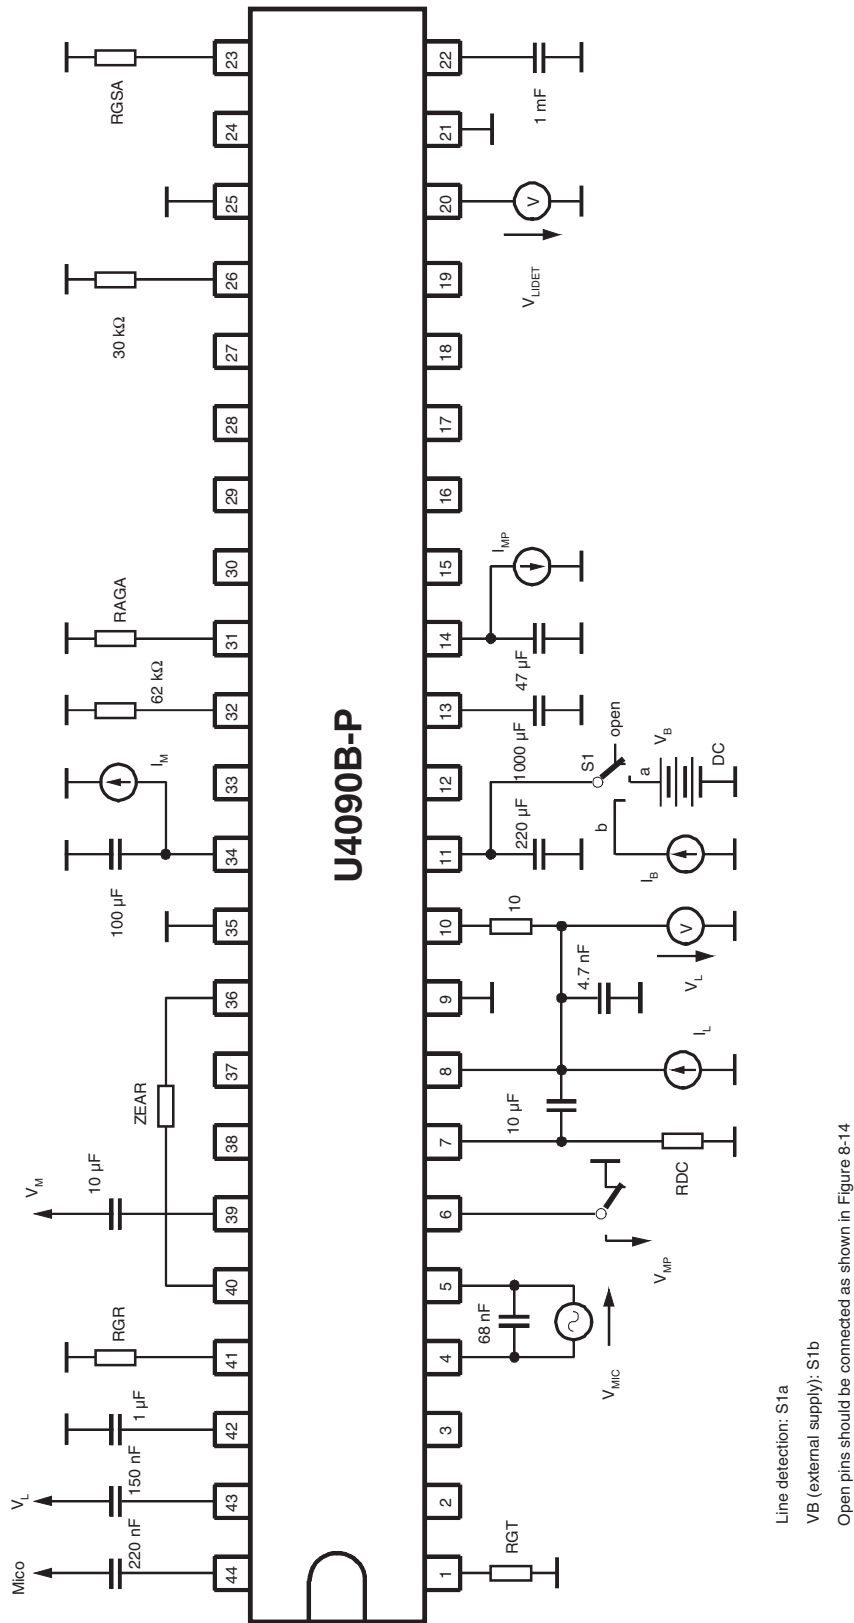 Mico
V_L
V_M
220 nF
150 nF
1 µF
RGR
10 µF
ZEAR
100 µF
I_M
62 kΩ
RAGA
30 kΩ
RGSA
44
43
42
41
40
39
38
37
36
35
34
33
32
31
30
29
28
27
26
25
24
23
U4090B-P
1
2
3
4
5
6
7
8
9
10
11
12
13
14
15
16
17
18
19
20
21
22
RGT
68 nF
V_MIC
V_MP
10 µF
RDC
I_L
4.7 nF
10
V
V_L
220 µF
1000 µF
47 µF
I_MP
S1
open
b
a
I_B
V_B
DC
V
V_LIDET
1 mF
Line detection: S1a
VB (external supply): S1b
Open pins should be connected as shown in Figure 8-14